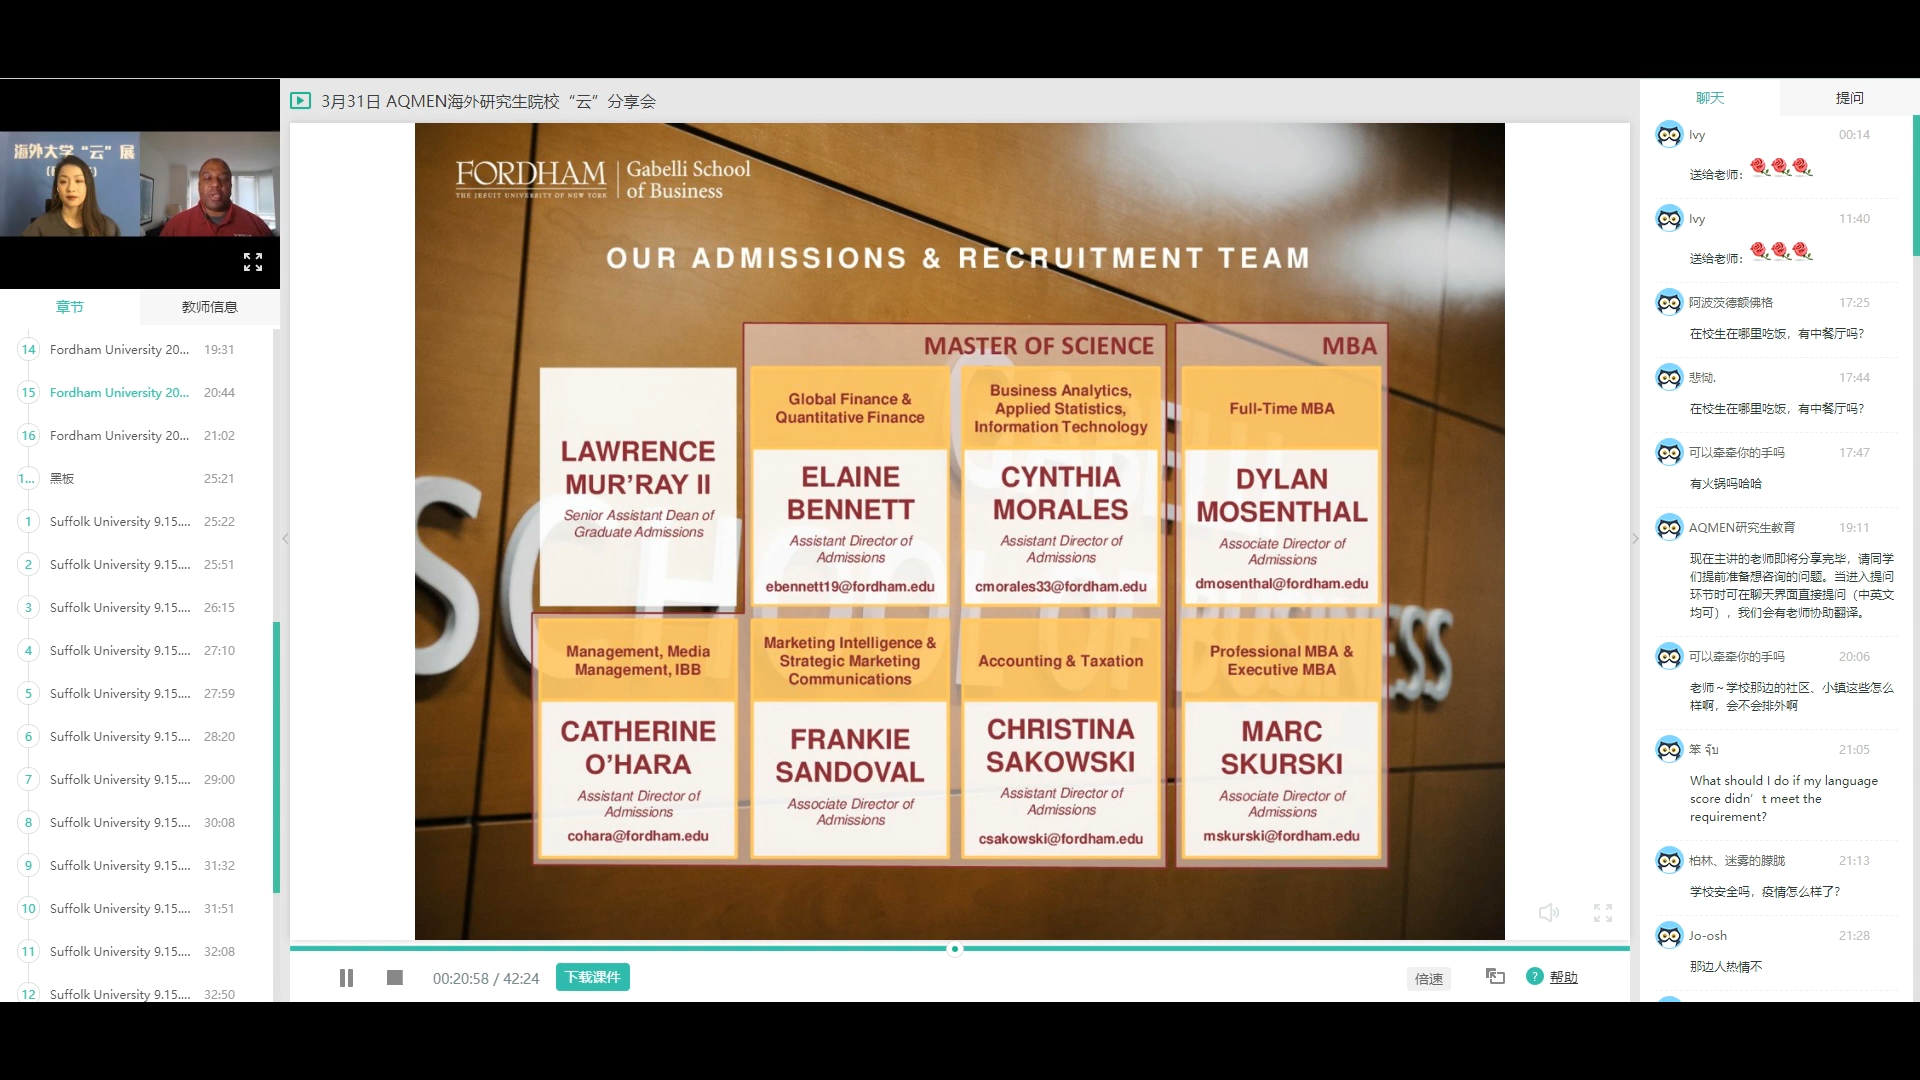 3月31日 AQMEN海外研究生院校“云”分享会
海外大学“云”展
章节
教师信息
14 Fordham University 20... 19:31
15 Fordham University 20... 20:44
16 Fordham University 20... 21:02
1... 黑板 25:21
1 Suffolk University 9.15.... 25:22
2 Suffolk University 9.15.... 25:51
3 Suffolk University 9.15.... 26:15
4 Suffolk University 9.15.... 27:10
5 Suffolk University 9.15.... 27:59
6 Suffolk University 9.15.... 28:20
7 Suffolk University 9.15.... 29:00
8 Suffolk University 9.15.... 30:08
9 Suffolk University 9.15.... 31:32
10 Suffolk University 9.15.... 31:51
11 Suffolk University 9.15.... 32:08
12 Suffolk University 9.15.... 32:50
FORDHAM
THE JESUIT UNIVERSITY OF NEW YORK
Gabelli School
of Business
OUR ADMISSIONS & RECRUITMENT TEAM
MASTER OF SCIENCE
MBA
LAWRENCE
MUR’RAY II
Senior Assistant Dean of
Graduate Admissions
Global Finance &
Quantitative Finance
ELAINE
BENNETT
Assistant Director of
Admissions
ebennett19@fordham.edu
Business Analytics,
Applied Statistics,
Information Technology
CYNTHIA
MORALES
Assistant Director of
Admissions
cmorales33@fordham.edu
Full-Time MBA
DYLAN
MOSENTHAL
Associate Director of
Admissions
dmosenthal@fordham.edu
Management, Media
Management, IBB
CATHERINE
O’HARA
Assistant Director of
Admissions
cohara@fordham.edu
Marketing Intelligence &
Strategic Marketing
Communications
FRANKIE
SANDOVAL
Associate Director of
Admissions
Accounting & Taxation
CHRISTINA
SAKOWSKI
Assistant Director of
Admissions
csakowski@fordham.edu
Professional MBA &
Executive MBA
MARC
SKURSKI
Associate Director of
Admissions
mskurski@fordham.edu
GABELLI
SCHOOL OF BUSINESS
00:20:58 / 42:24
下载课件
倍速
? 帮助
聊天
提问
Ivy 00:14
送给老师:
Ivy 11:40
送给老师:
阿波茨德额佛格 17:25
在校生在哪里吃饭，有中餐厅吗？
悲恸. 17:44
在校生在哪里吃饭，有中餐厅吗？
可以牵牵你的手吗 17:47
有火锅吗哈哈
AQMEN研究生教育 19:11
现在主讲的老师即将分享完毕，请同学
们提前准备想咨询的问题。当进入提问
环节时可在聊天界面直接提问（中英文
均可），我们会有老师协助翻译。
可以牵牵你的手吗 20:06
老师～学校那边的社区、小镇这些怎么
样啊，会不会排外啊
笨 21:05
What should I do if my language
score didn’t meet the
requirement?
柏林、迷雾的朦胧 21:13
学校安全吗，疫情怎么样了？
Jo-osh 21:28
那边人热情不